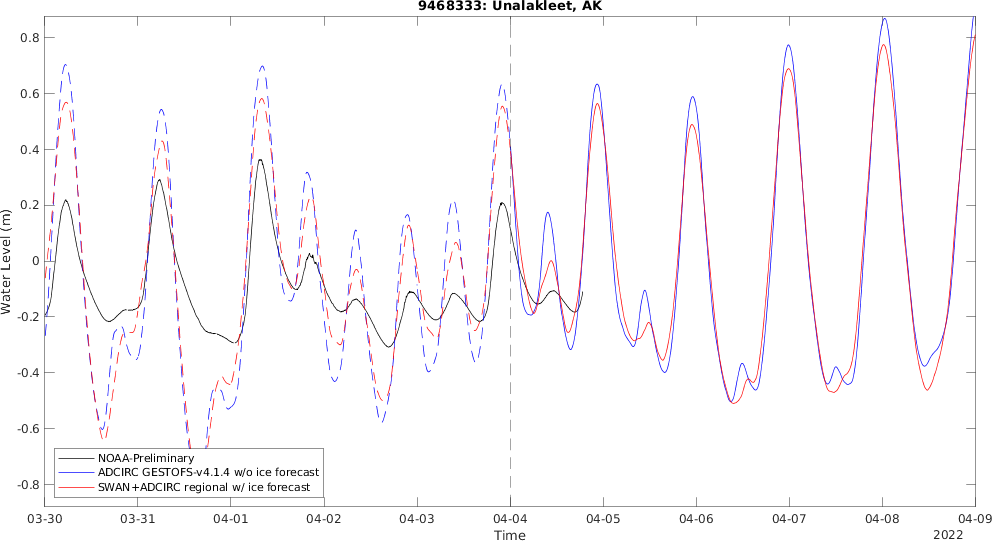 9468333: Unalakleet, AK
Water Level (m)
0.8
0.6
0.4
0.2
0
-0.2
-0.4
-0.6
-0.8
NOAA-Preliminary
ADCIRC GESTOFS-v4.1.4 w/o ice forecast
SWAN+ADCIRC regional w/ ice forecast
03-30 03-31 04-01 04-02 04-03 04-04 04-05 04-06 04-07 04-08 04-09
Time
2022